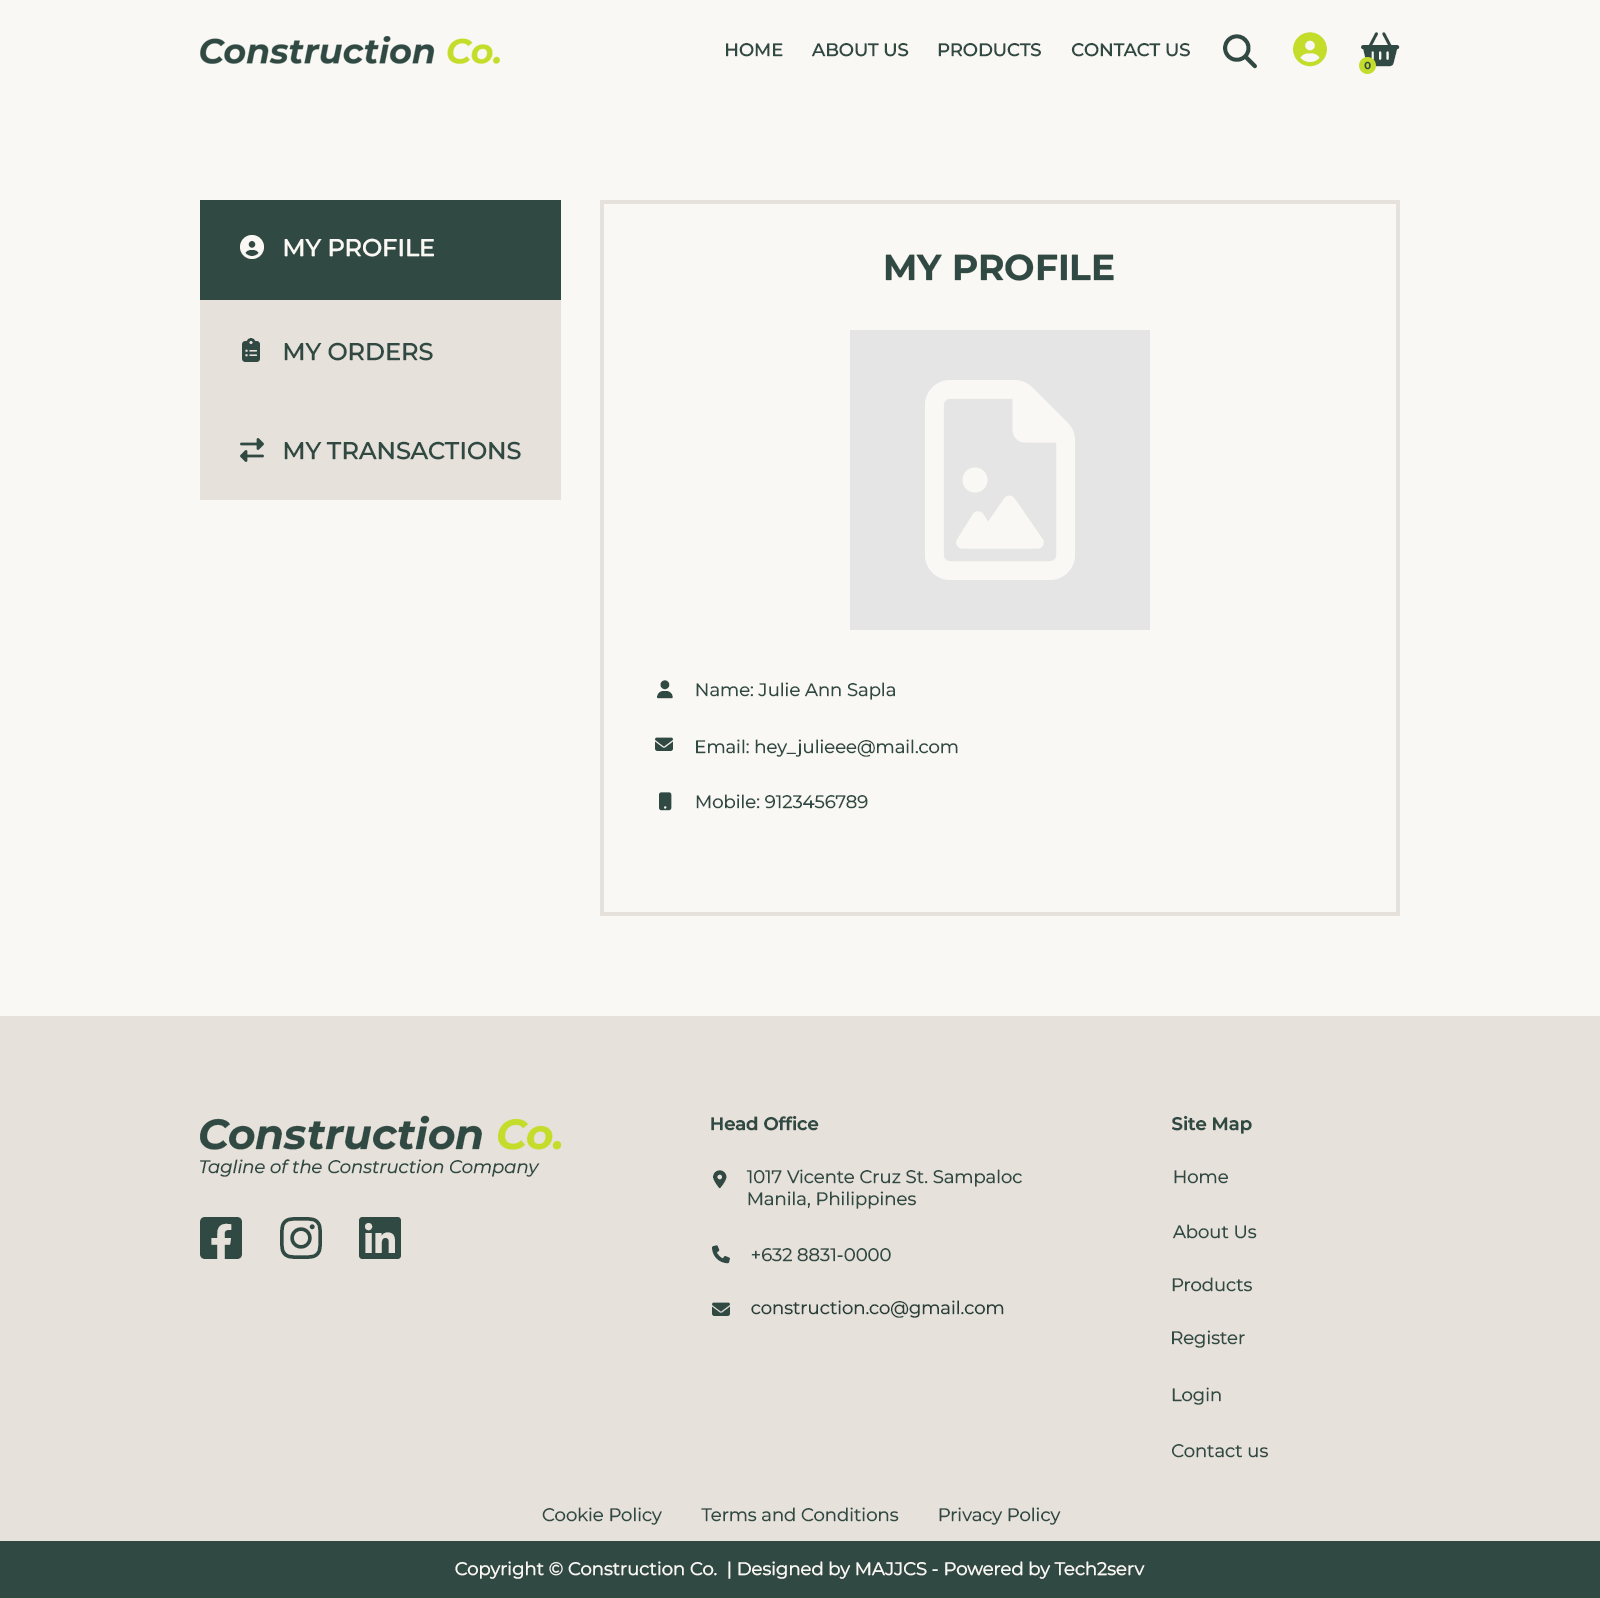 Construction Co.
HOME ABOUT US PRODUCTS CONTACT US
0
MY PROFILE
MY ORDERS
MY TRANSACTIONS
MY PROFILE
Name: Julie Ann Sapla
Email: hey_julieee@mail.com
Mobile: 9123456789
Construction Co.
Tagline of the Construction Company
Head Office
1017 Vicente Cruz St. Sampaloc
Manila, Philippines
+632 8831-0000
construction.co@gmail.com
Site Map
Home
About Us
Products
Register
Login
Contact us
Cookie Policy Terms and Conditions Privacy Policy
Copyright © Construction Co. | Designed by MAJJCS - Powered by Tech2serv